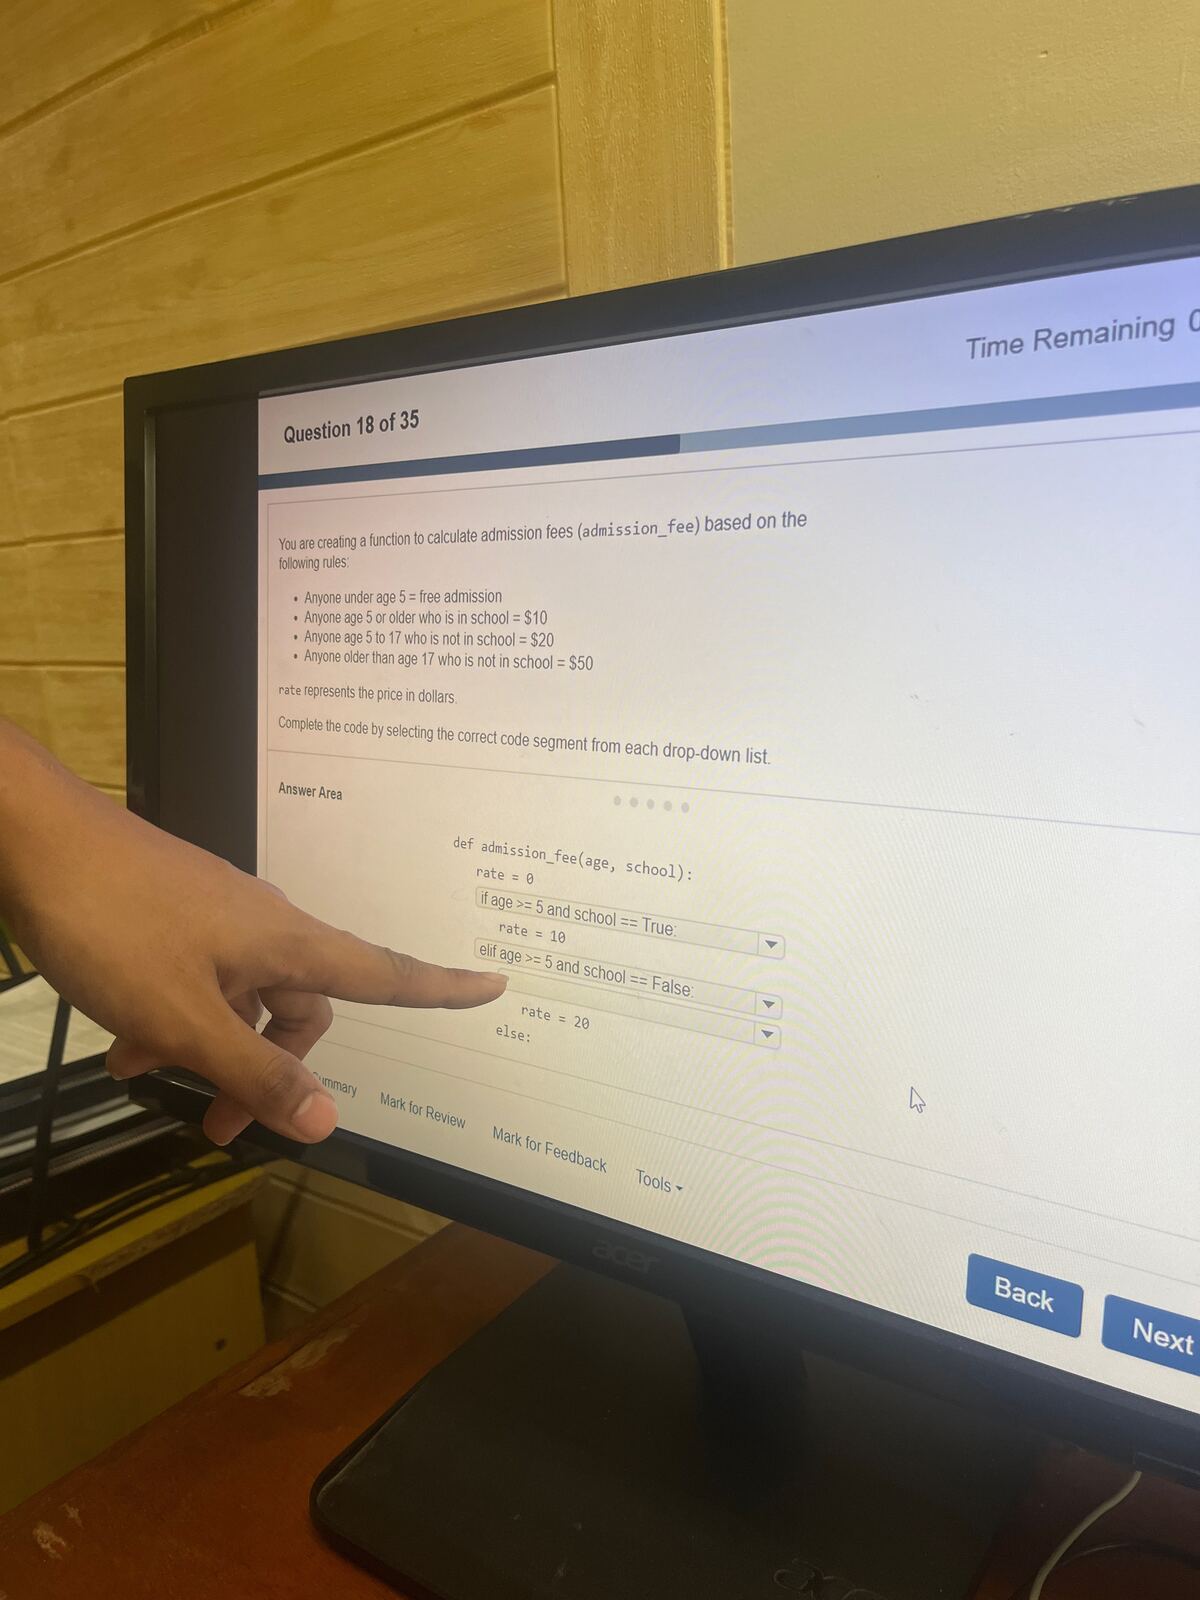 Time Remaining
Question 18 of 35
You are creating a function to calculate admission fees (admission_fee) based on the
following rules:
• Anyone under age 5 = free admission
• Anyone age 5 or older who is in school = $10
• Anyone age 5 to 17 who is not in school = $20
• Anyone older than age 17 who is not in school = $50
rate represents the price in dollars.
Complete the code by selecting the correct code segment from each drop-down list.
Answer Area
def admission_fee(age, school):
rate = 0
if age >= 5 and school == True:
rate = 10
elif age >= 5 and school == False:
rate = 20
else:
Mark for Review
Mark for Feedback
Tools
Back
Next
acer